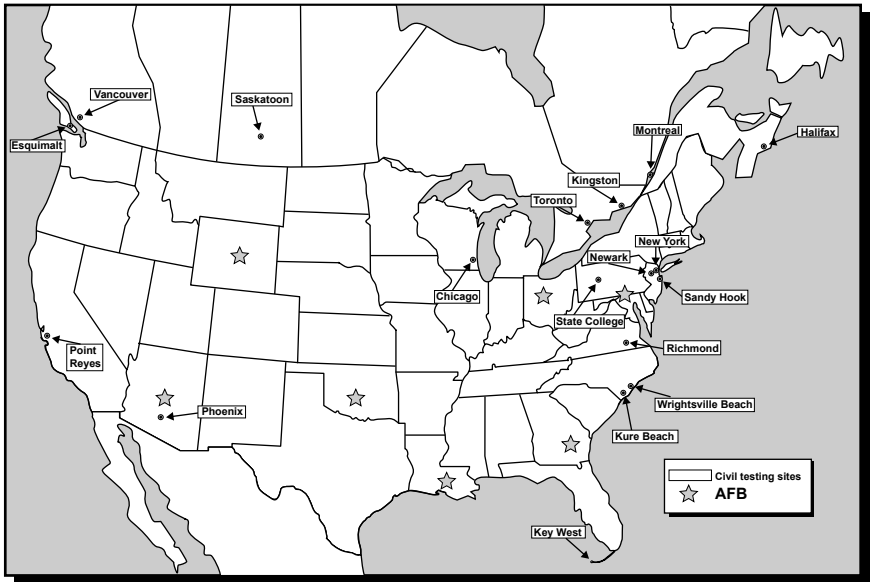 Vancouver
Saskatoon
Esquimalt
Montreal
Halifax
Kingston
Toronto
New York
Newark
Chicago
Sandy Hook
State College
Point
Reyes
Richmond
Phoenix
Wrightsville Beach
Kure Beach
Civil testing sites
AFB
Key West